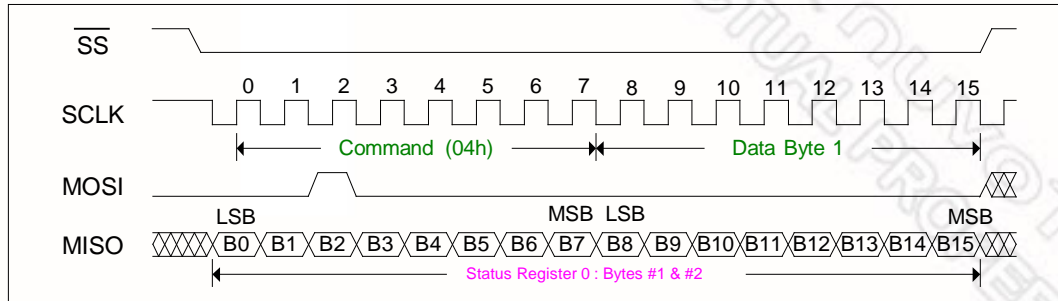 SS
0 1 2 3 4 5 6 7 8 9 10 11 12 13 14 15
SCLK
Command (04h) Data Byte 1
MOSI
LSB MSB LSB MSB
MISO B0 B1 B2 B3 B4 B5 B6 B7 B8 B9 B10 B11 B12 B13 B14 B15
Status Register 0 : Bytes #1 & #2